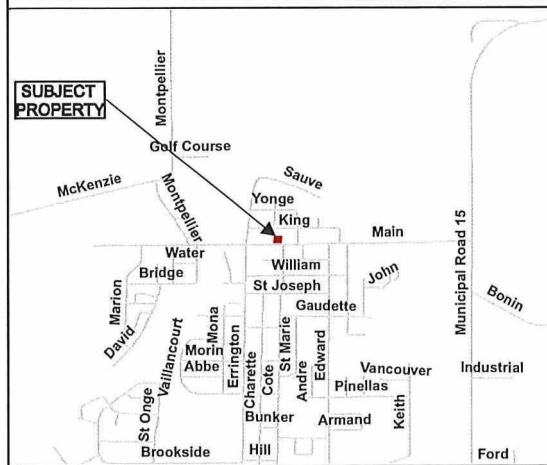 SUBJECT
PROPERTY
Montpellier
Golf Course
McKenzie
Montpellier
Sauve
Yonge
King
Main
Municipal Road 15
Water
William
Bridge
St Joseph
John
Bonin
Marion
Gaudette
David
Vaillancourt
Mona
Morin
Abbe
Errington
Charette
Cote
St Marie
Andre
Edward
Vancouver
Industrial
Pinellas
Keith
St Onge
Bunker
Armand
Brookside
Hill
Ford